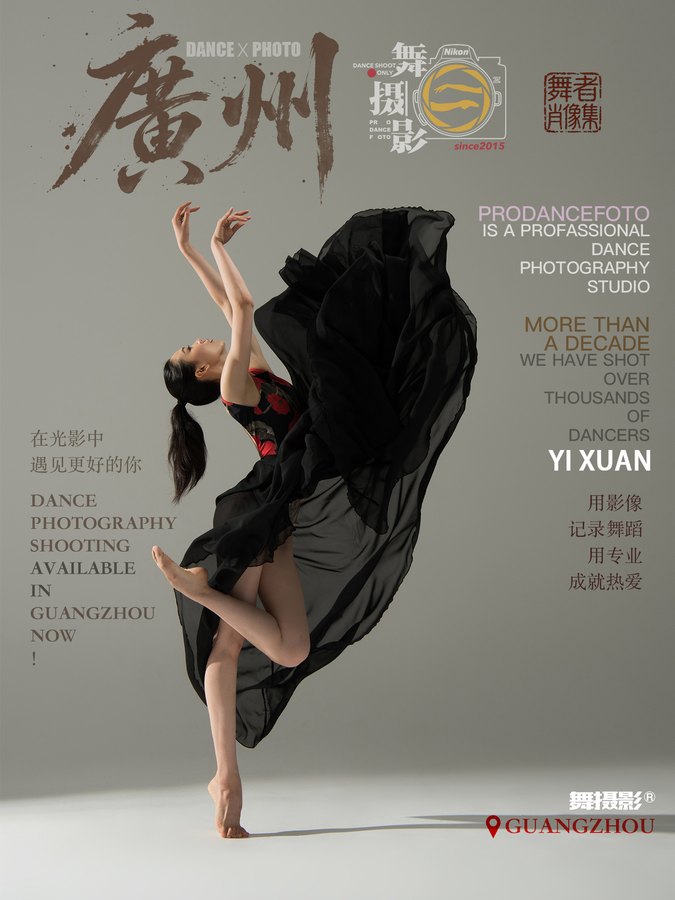 廣州
DANCE X PHOTO
DANCE SHOOT
ONLY
舞摄影
PRO
DANCE
FOTO
Nikon
since2015
舞者
肖像集
PRODANCEFOTO
IS A PROFASSIONAL
DANCE
PHOTOGRAPHY
STUDIO
MORE THAN
A DECADE
WE HAVE SHOT
OVER
THOUSANDS
OF
DANCERS
YI XUAN
在光影中
遇见更好的你
DANCE
PHOTOGRAPHY
SHOOTING
AVAILABLE
IN
GUANGZHOU
NOW
!
用影像
记录舞蹈
用专业
成就热爱
舞摄影®
GUANGZHOU